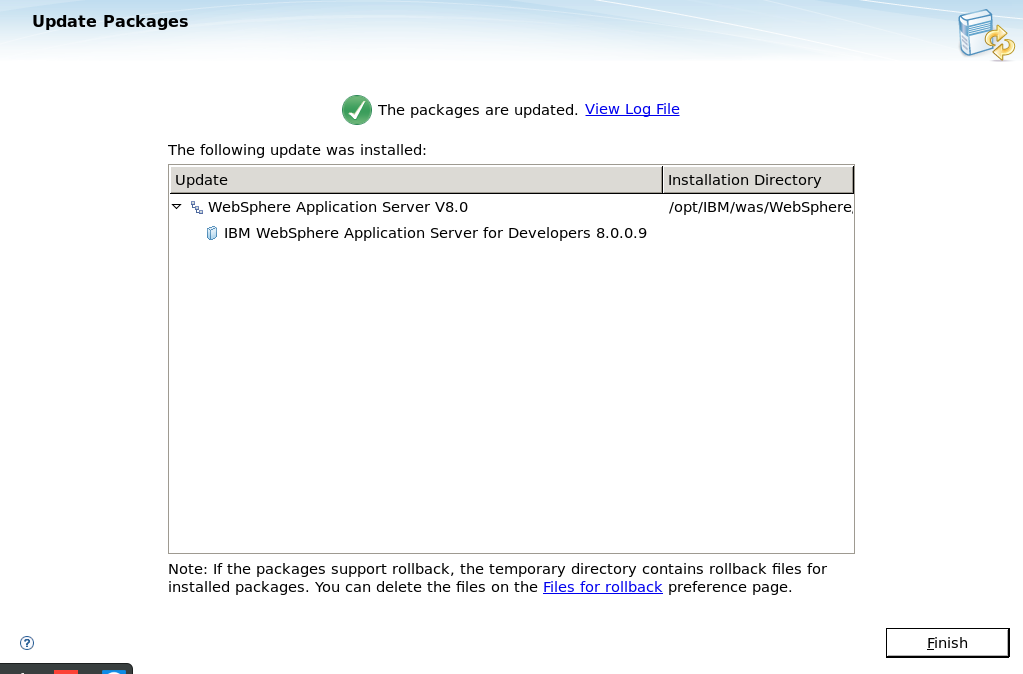 Update Packages
The packages are updated. View Log File
The following update was installed:
Update Installation Directory
WebSphere Application Server V8.0 /opt/IBM/was/WebSphere
IBM WebSphere Application Server for Developers 8.0.0.9
Note: If the packages support rollback, the temporary directory contains rollback files for
installed packages. You can delete the files on the Files for rollback preference page.
?
Finish